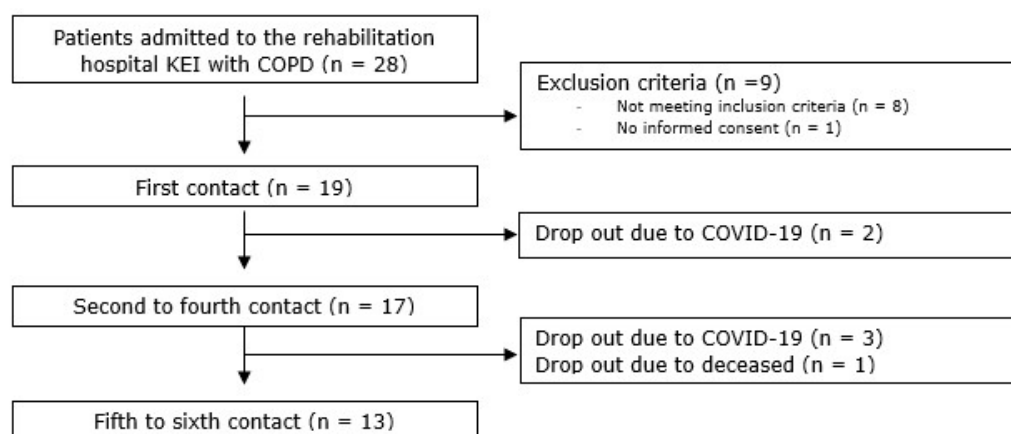 Patients admitted to the rehabilitation
hospital KEI with COPD (n = 28)
Exclusion criteria (n =9)
- Not meeting inclusion criteria (n = 8)
- No informed consent (n = 1)
First contact (n = 19)
Drop out due to COVID-19 (n = 2)
Second to fourth contact (n = 17)
Drop out due to COVID-19 (n = 3)
Drop out due to deceased (n = 1)
Fifth to sixth contact (n = 13)